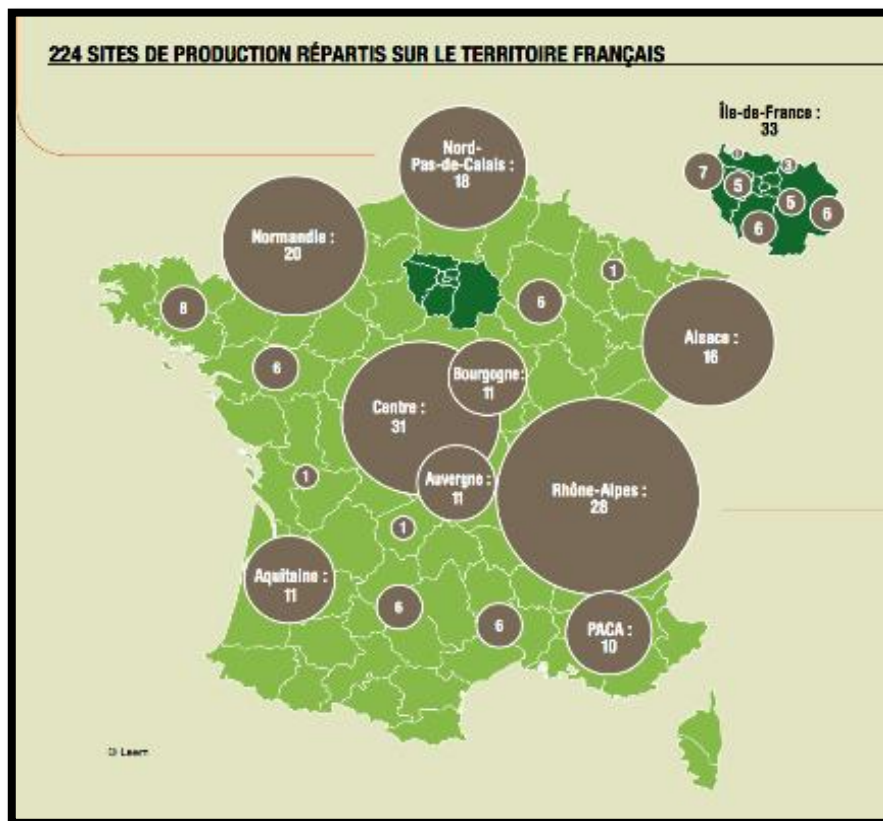 224 SITES DE PRODUCTION RÉPARTIS SUR LE TERRITOIRE FRANÇAIS
Île-de-France :
33
Nord-
Pas-de-Calais :
18
3
7
5
5
6
6
Normandie :
20
1
8
6
Alsace :
16
6
Bourgogne :
11
Centre :
31
1
Auvergne :
11
Rhône-Alpes :
28
1
Aquitaine :
11
6
6
PACA :
10